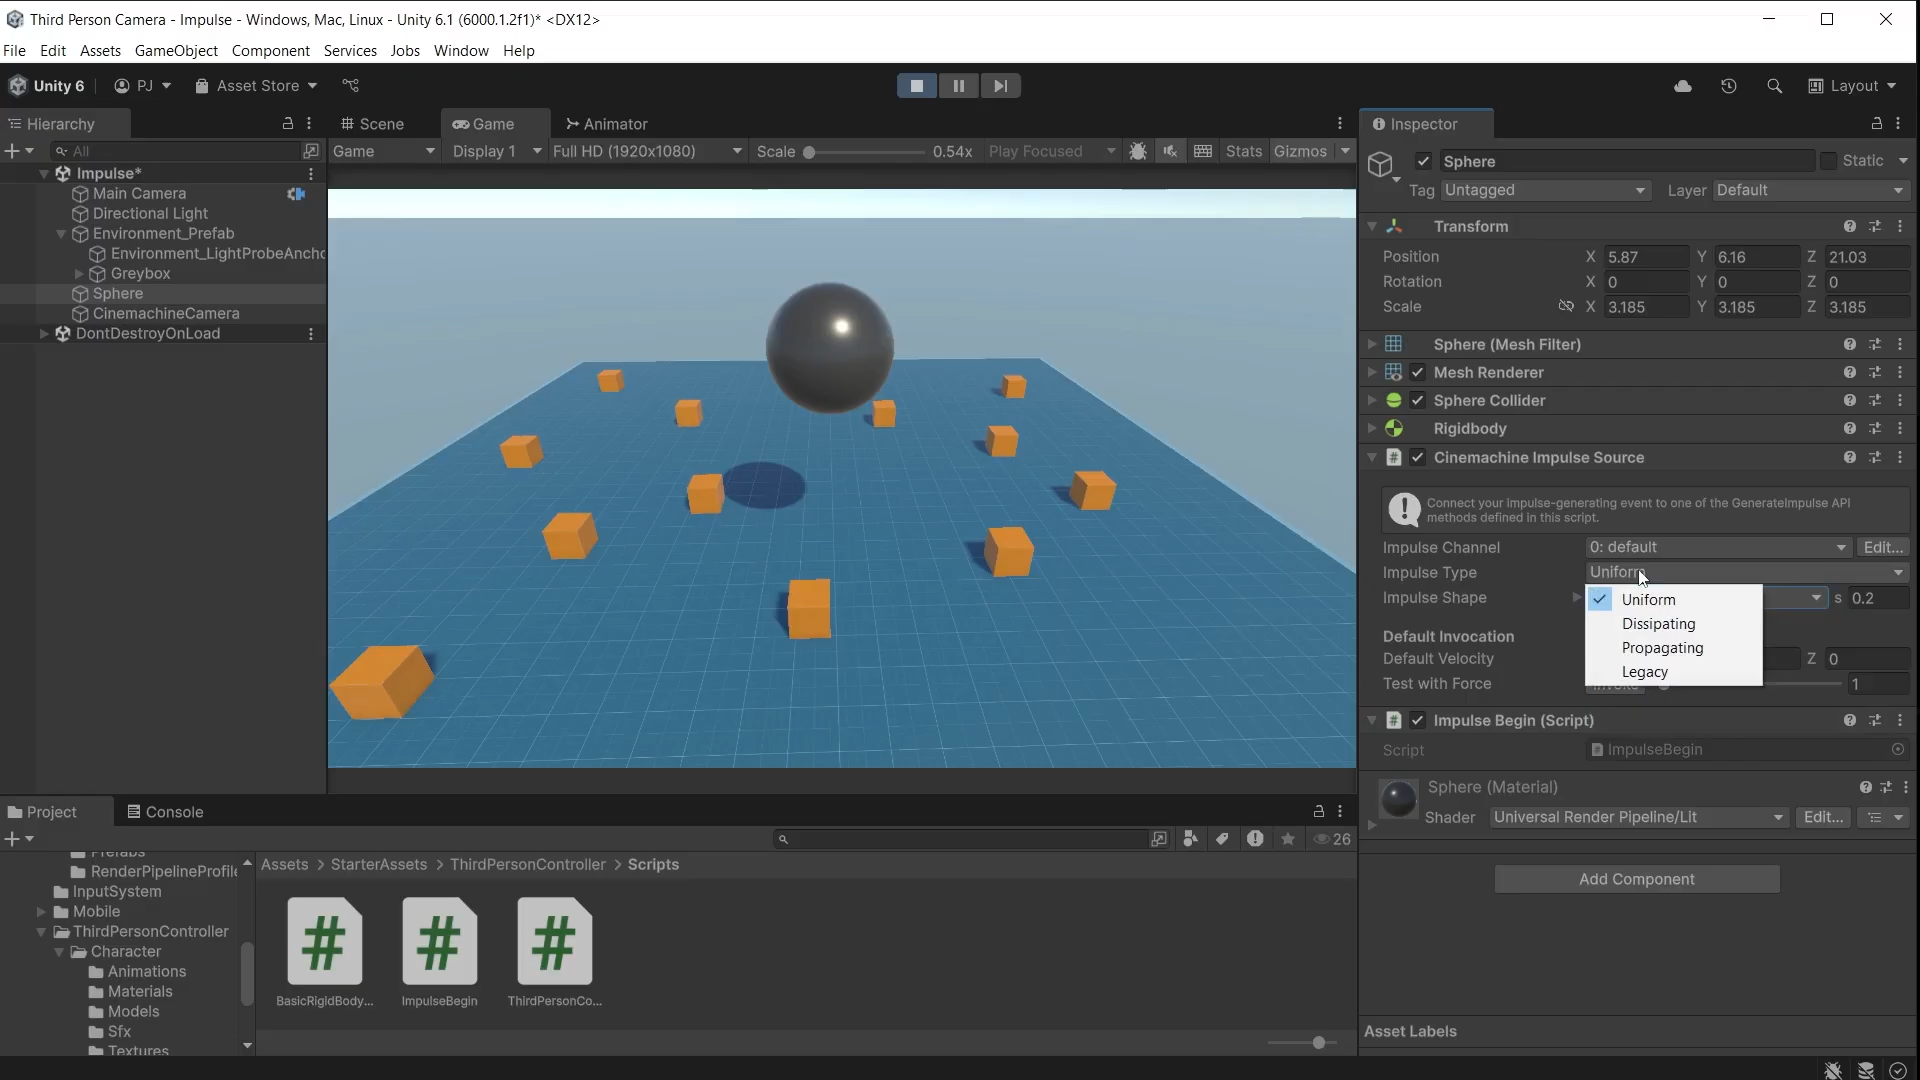 Third Person Camera - Impulse - Windows, Mac, Linux - Unity 6.1 (6000.1.2f1)* <DX12>
File Edit Assets GameObject Component Services Jobs Window Help
Unity 6 PJ Asset Store Layout
Hierarchy
All
Impulse*
Main Camera
Directional Light
Environment_Prefab
Environment_LightProbeAncho
Greybox
Sphere
CinemachineCamera
DontDestroyOnLoad
Scene Game Animator
Game Display 1 Full HD (1920x1080) Scale 0.54x Play Focused Stats Gizmos
Inspector
Sphere Static
Tag Untagged Layer Default
Transform
Position X 5.87 Y 6.16 Z 21.03
Rotation X 0 Y 0 Z 0
Scale X 3.185 Y 3.185 Z 3.185
Sphere (Mesh Filter)
Mesh Renderer
Sphere Collider
Rigidbody
Cinemachine Impulse Source
Connect your impulse-generating event to one of the GenerateImpulse API
methods defined in this script.
Impulse Channel 0: default Edit...
Impulse Type Uniform
Impulse Shape s 0.2
Uniform
Dissipating
Propagating
Legacy
Default Invocation
Default Velocity Z 0
Test with Force 1
Impulse Begin (Script)
Script ImpulseBegin
Sphere (Material)
Shader Universal Render Pipeline/Lit Edit...
Add Component
Asset Labels
Project Console
26
Prefabs
RenderPipelineProfile
InputSystem
Mobile
ThirdPersonController
Character
Animations
Materials
Models
Sfx
Textures
Assets > StarterAssets > ThirdPersonController > Scripts
BasicRigidBody... ImpulseBegin ThirdPersonCo...